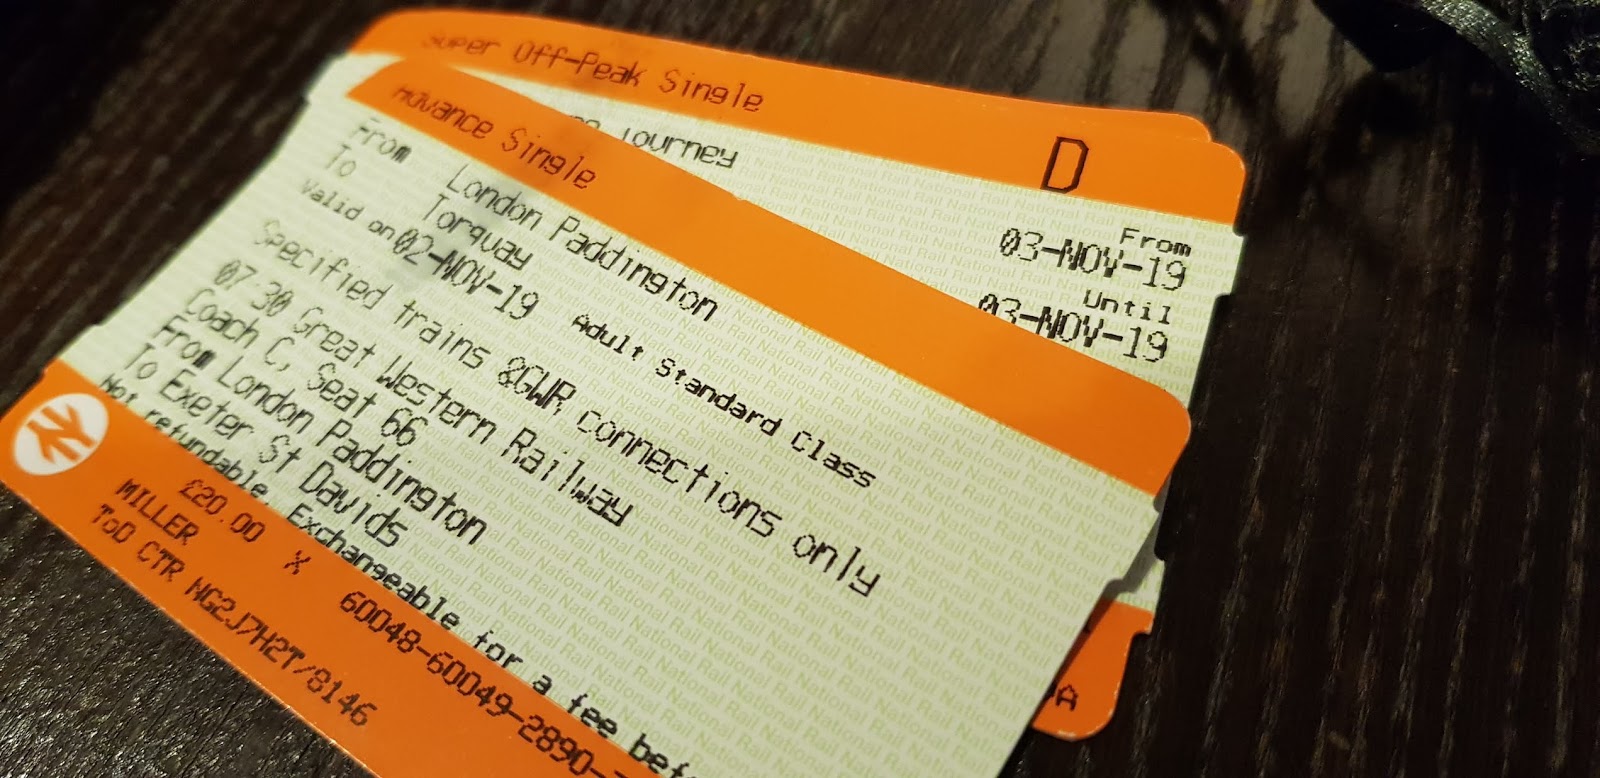 Super Off-Peak Single
Journey
D
From
03-NOV-19
Until
03-NOV-19
Advance Single
From London Paddington
To Torquay
Valid on 02-NOV-19 Adult Standard Class
Specified trains &GWR connections only
07:30 Great Western Railway
Coach C, Seat 66
From London Paddington
To Exeter St Davids
Not refundable Exchangeable for a fee
£20.00 X 60048-60049-2890-
MILLER
ToD CTR NG2J7H2T/8146